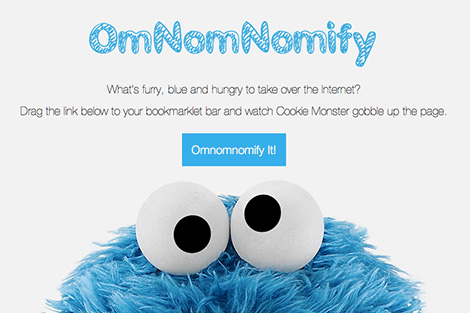 OmNomNomify
What's furry, blue and hungry to take over the Internet?
Drag the link below to your bookmarklet bar and watch Cookie Monster gobble up the page.
Omnomnomify It!